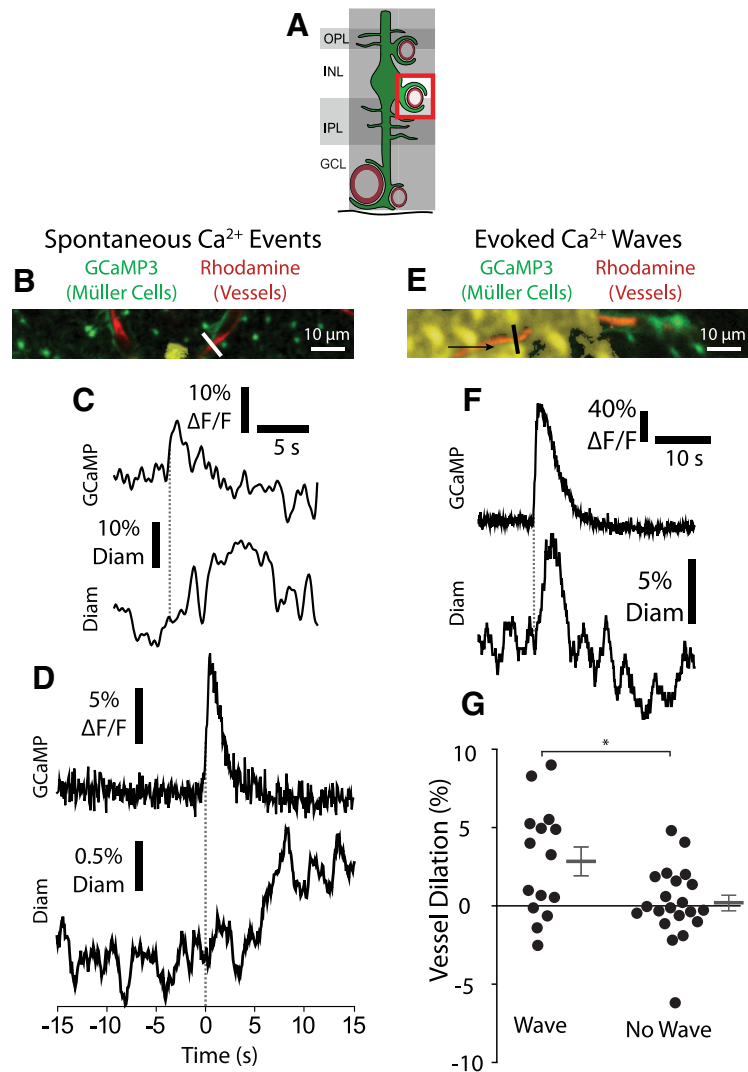 A
OPL
INL
IPL
GCL
Spontaneous Ca²⁺ Events
B
GCaMP3
(Müller Cells)
Rhodamine
(Vessels)
10 µm
C
10%
ΔF/F
5 s
GCaMP
10%
Diam
Diam
D
5%
ΔF/F
GCaMP
0.5%
Diam
Diam
-15 -10 -5 0 5 10 15
Time (s)
Evoked Ca²⁺ Waves
E
GCaMP3
(Müller Cells)
Rhodamine
(Vessels)
10 µm
F
40%
ΔF/F
10 s
GCaMP
5%
Diam
Diam
G
*
Vessel Dilation (%)
10
5
0
-5
-10
Wave
No Wave